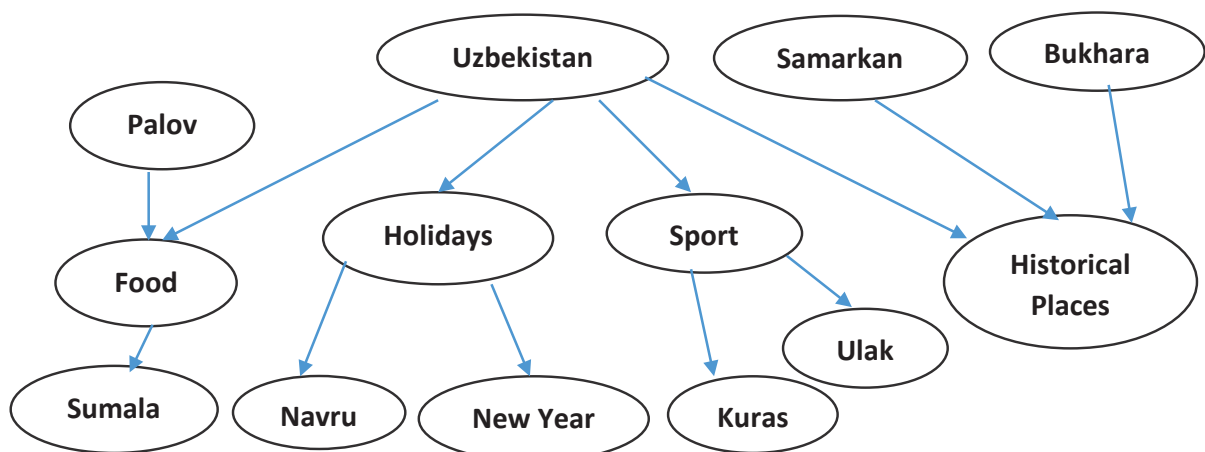 Uzbekistan
Samarkan
Bukhara
Palov
Holidays
Sport
Historical
Places
Food
Ulak
Sumala
Navru
New Year
Kuras